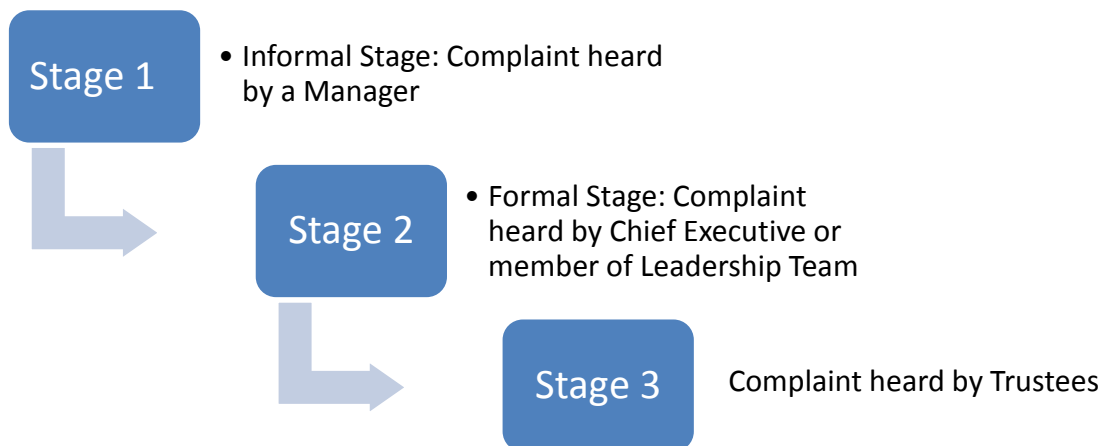 Stage 1
• Informal Stage: Complaint heard
by a Manager
Stage 2
• Formal Stage: Complaint
heard by Chief Executive or
member of Leadership Team
Stage 3
Complaint heard by Trustees